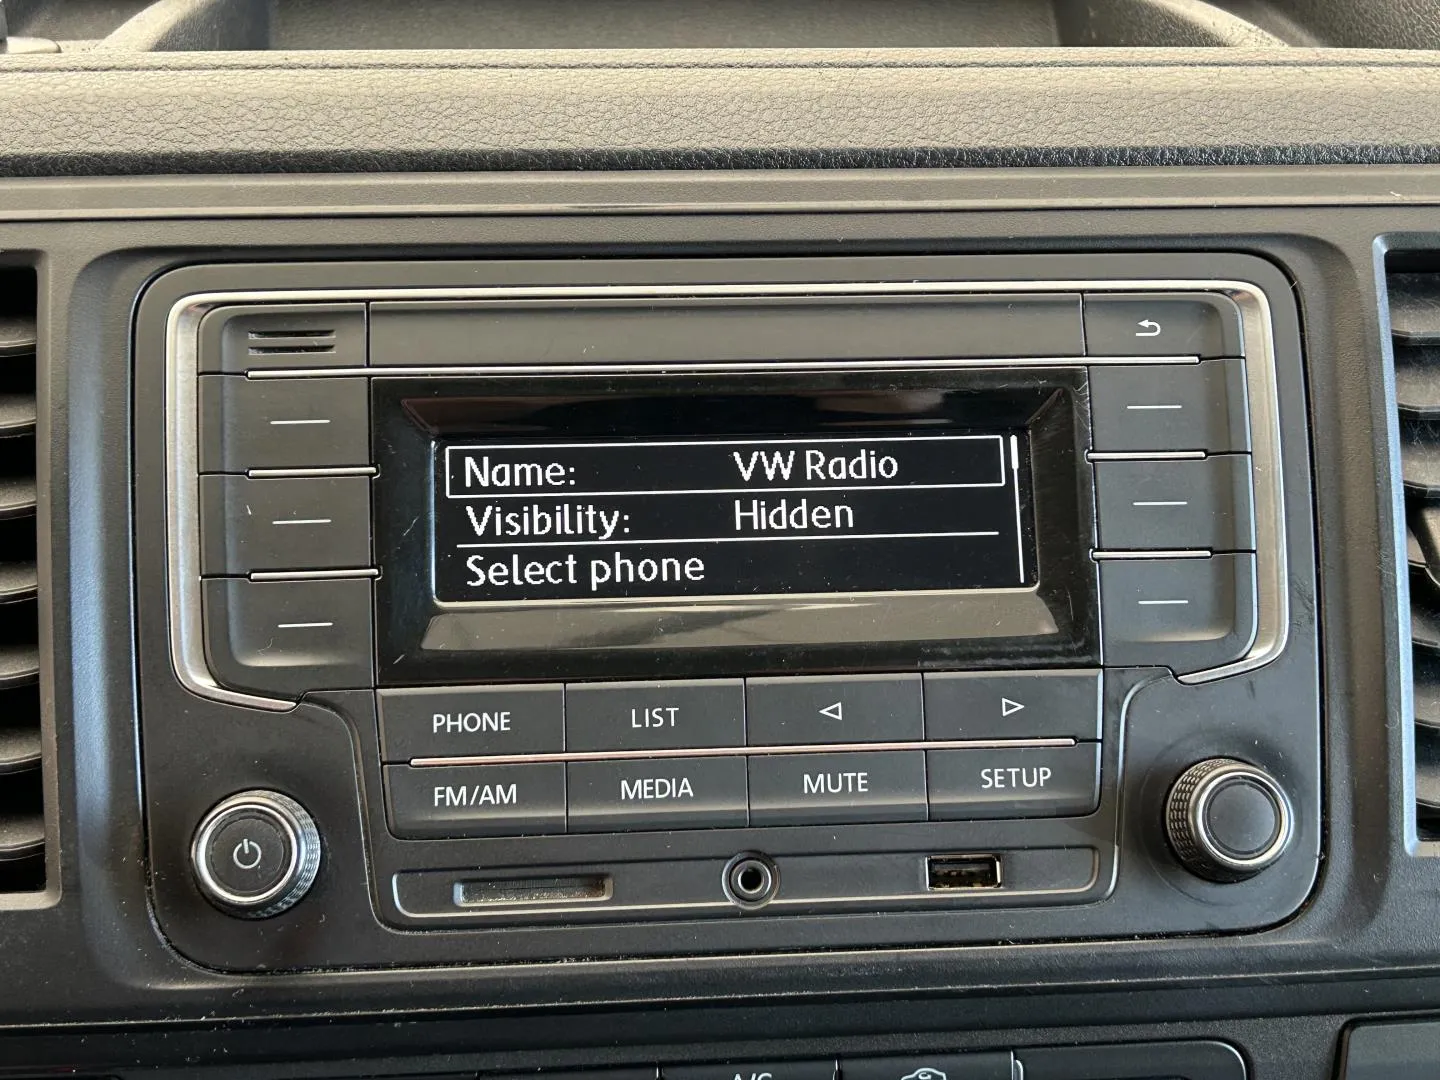 Name: VW Radio
Visibility: Hidden
Select phone
PHONE LIST
FM/AM MEDIA MUTE SETUP